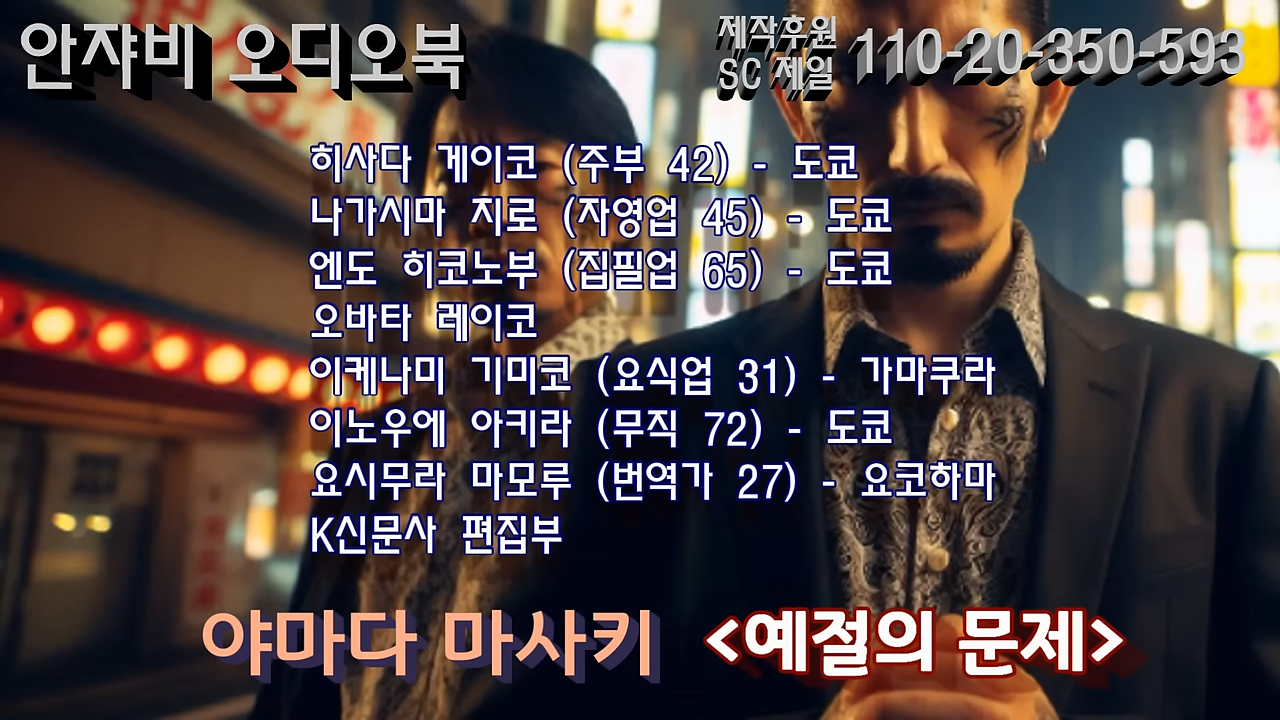 안쟈비 오디오북
제작후원
SC 제일
110-20-350-593
히사다 게이코 (주부 42) - 도쿄
나가시마 지로 (자영업 45) - 도쿄
엔도 히코노부 (집필업 65) - 도쿄
오바타 레이코
이케나미 기미코 (요식업 31) - 가마쿠라
이노우에 아키라 (무직 72) - 도쿄
요시무라 마모루 (번역가 27) - 요코하마
K신문사 편집부
야마다 마사키 <예절의 문제>